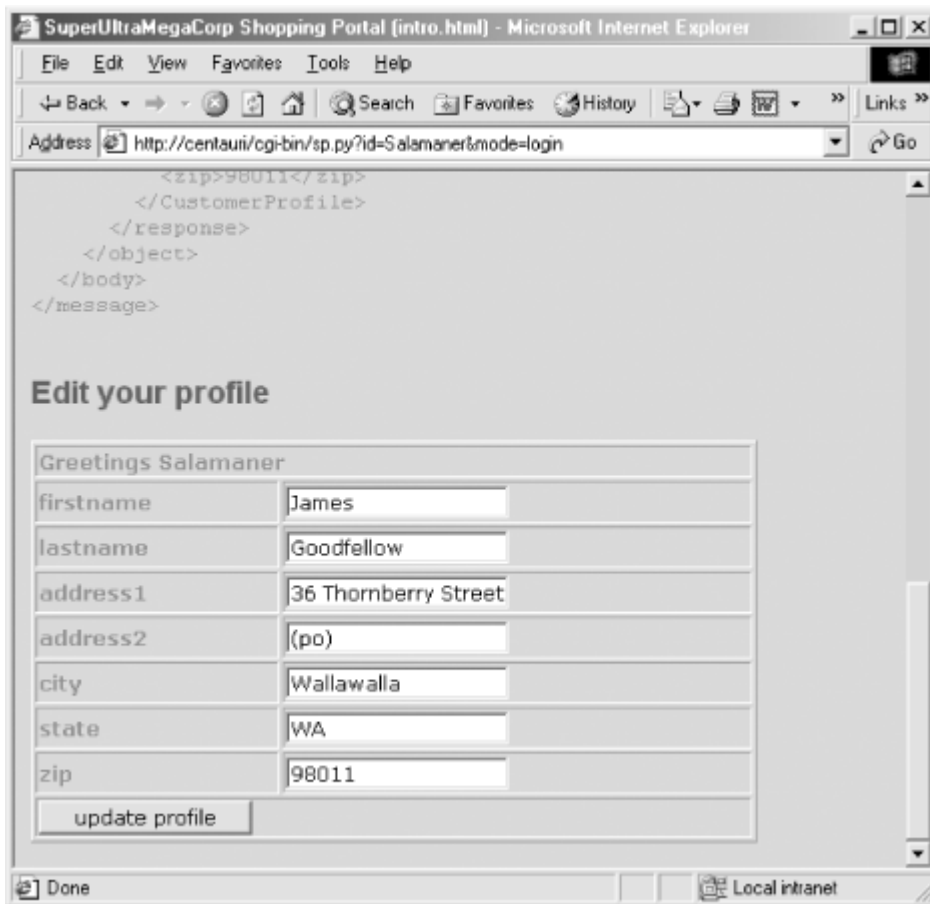 SuperUltraMegaCorp Shopping Portal (intro.html) - Microsoft Internet Explorer
File Edit View Favorites Tools Help
Back Search Favorites History Links
Address http://centauri/cgi-bin/sp.py?id=Salamaner&mode=login Go
<zip>98011</zip>
</CustomerProfile>
</response>
</object>
</body>
</message>
Edit your profile
Greetings Salamaner
firstname James
lastname Goodfellow
address1 36 Thornberry Street
address2 (po)
city Wallawalla
state WA
zip 98011
update profile
Done Local intranet